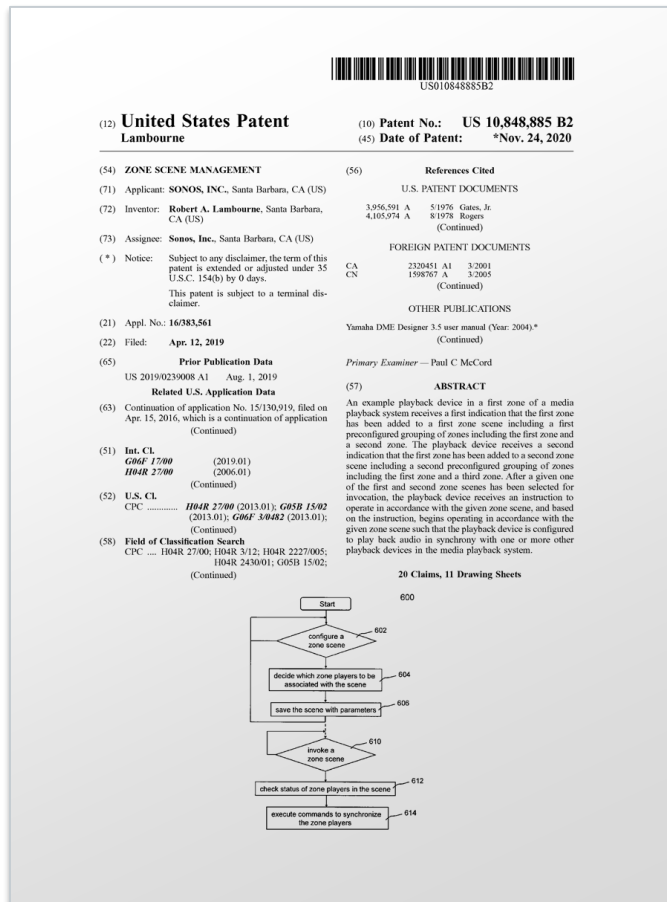 US010848885B2
(12) United States Patent
Lambourne
(10) Patent No.: US 10,848,885 B2
(45) Date of Patent: *Nov. 24, 2020
(54) ZONE SCENE MANAGEMENT
(71) Applicant: SONOS, INC., Santa Barbara, CA (US)
(72) Inventor: Robert A. Lambourne, Santa Barbara,
CA (US)
(73) Assignee: Sonos, Inc., Santa Barbara, CA (US)
( * ) Notice: Subject to any disclaimer, the term of this
patent is extended or adjusted under 35
U.S.C. 154(b) by 0 days.
This patent is subject to a terminal dis-
claimer.
(21) Appl. No.: 16/383,561
(22) Filed: Apr. 12, 2019
(65) Prior Publication Data
US 2019/0239008 A1 Aug. 1, 2019
Related U.S. Application Data
(63) Continuation of application No. 15/130,919, filed on
Apr. 15, 2016, which is a continuation of application
(Continued)
(51) Int. Cl.
G06F 17/00 (2019.01)
H04R 27/00 (2006.01)
(Continued)
(52) U.S. Cl.
CPC ............. H04R 27/00 (2013.01); G05B 15/02
(2013.01); G06F 3/0482 (2013.01);
(Continued)
(58) Field of Classification Search
CPC .... H04R 27/00; H04R 3/12; H04R 2227/005;
H04R 2430/01; G05B 15/02;
(Continued)
(56) References Cited
U.S. PATENT DOCUMENTS
3,956,591 A 5/1976 Gates, Jr.
4,105,974 A 8/1978 Rogers
(Continued)
FOREIGN PATENT DOCUMENTS
CA 2320451 A1 3/2001
CN 1598767 A 3/2005
(Continued)
OTHER PUBLICATIONS
Yamaha DME Designer 3.5 user manual (Year: 2004).*
(Continued)
Primary Examiner — Paul C McCord
(57) ABSTRACT
An example playback device in a first zone of a media
playback system receives a first indication that the first zone
has been added to a first zone scene including a first
preconfigured grouping of zones including the first zone and
a second zone. The playback device receives a second
indication that the first zone has been added to a second zone
scene including a second preconfigured grouping of zones
including the first zone and a third zone. After a given one
of the first and second zone scenes has been selected for
invocation, the playback device receives an instruction to
operate in accordance with the given zone scene, and based
on the instruction, begins operating in accordance with the
given zone scene such that the playback device is configured
to play back audio in synchrony with one or more other
playback devices in the media playback system.
20 Claims, 11 Drawing Sheets
600
Start
602
configure a
zone scene
decide which zone players to be
associated with the scene
604
save the scene with parameters
606
610
invoke a
zone scene
612
check status of zone players in the scene
execute commands to synchronize
the zone players
614